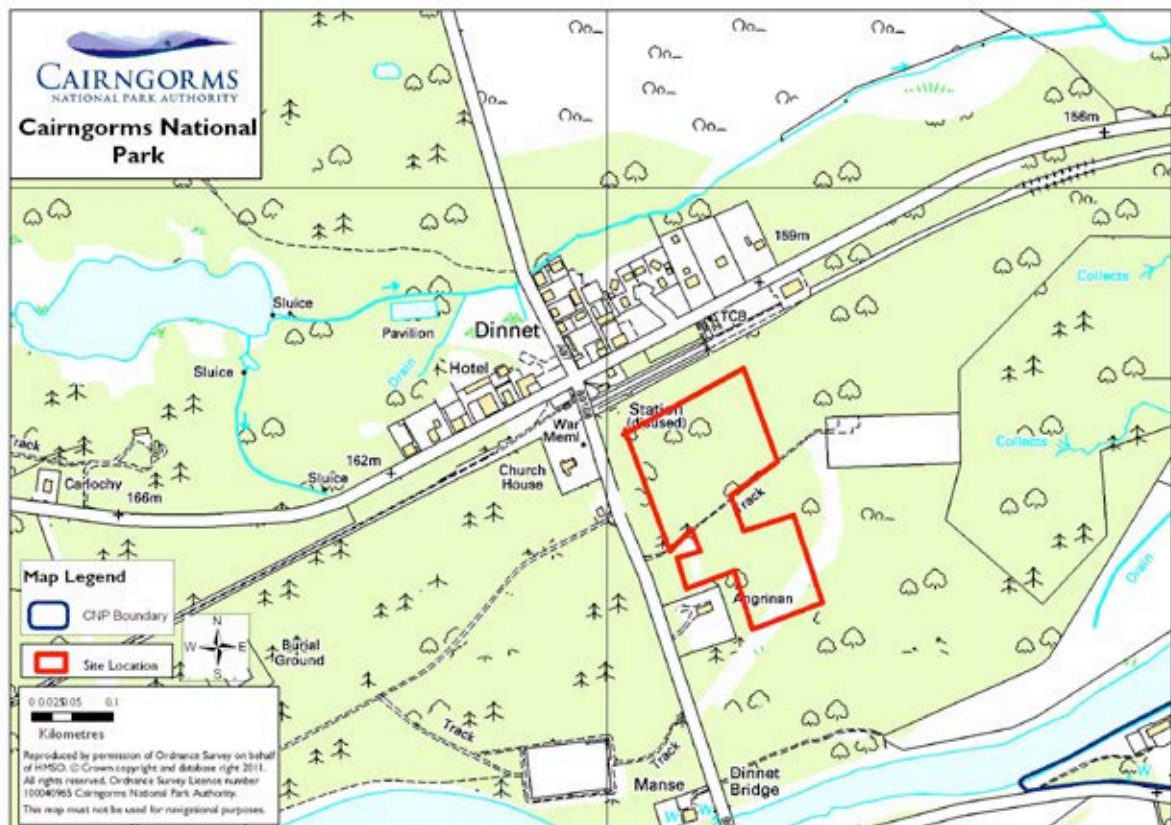 CAIRNGORMS
NATIONAL PARK AUTHORITY
Cairngorms National
Park
156m
159m
Collects
Sluice
Pavilion
Dinnet
TCB
Drain
Hotel
Sluice
Station
(disused)
War
Meml
Track
Church
House
Collects
Track
162m
Sluice
Carlochy
166m
Drain
Map Legend
CNP Boundary
Angrinan
N
W E
S
Burial
Ground
Site Location
0 0.025 0.05 0.1
Kilometres
Track
Track
Reproduced by permission of Ordnance Survey on behalf
of HMSO. © Crown copyright and database right 2011.
All rights reserved. Ordnance Survey Licence number
100040965 Cairngorms National Park Authority.
This map must not be used for navigational purposes.
Manse
Dinnet
Bridge
W
W
W